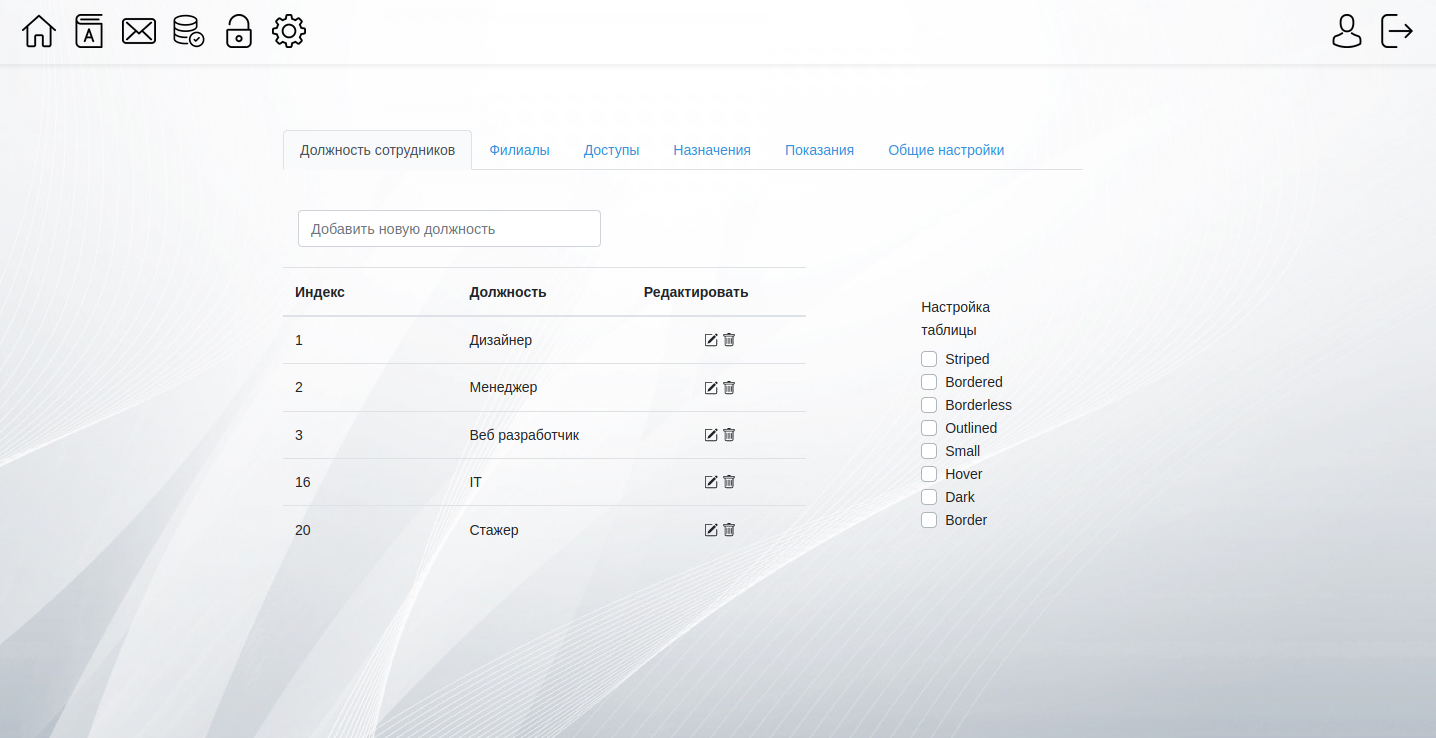 A
Должность сотрудников Филиалы Доступы Назначения Показания Общие настройки
Добавить новую должность
Индекс Должность Редактировать
1 Дизайнер
2 Менеджер
3 Веб разработчик
16 IT
20 Стажер
Настройка
таблицы
Striped
Bordered
Borderless
Outlined
Small
Hover
Dark
Border